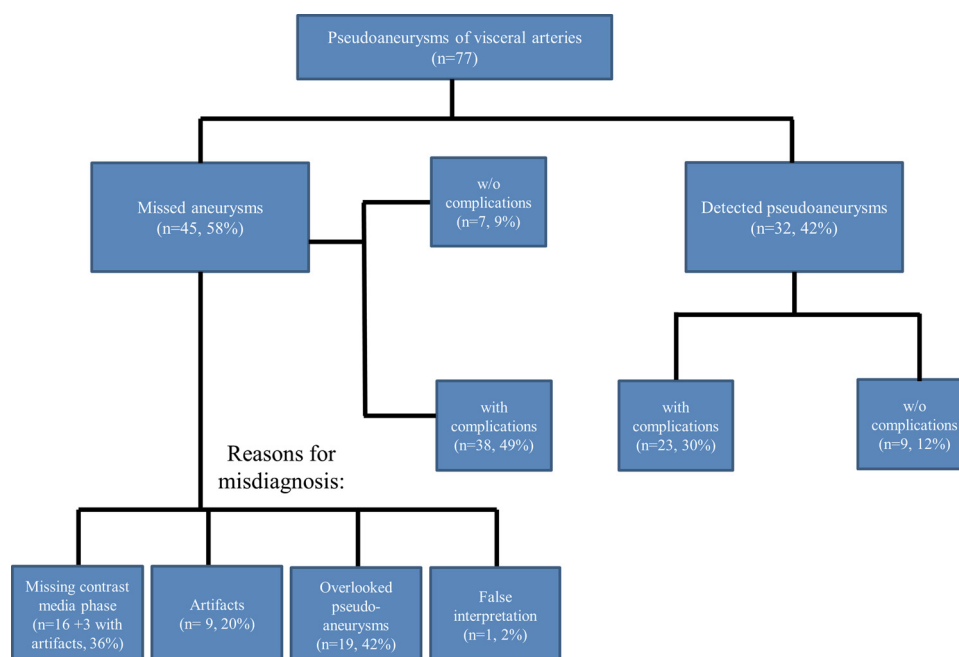 Pseudoaneurysms of visceral arteries
(n=77)
Missed aneurysms
(n=45, 58%)
w/o
complications
(n=7, 9%)
Detected pseudoaneurysms
(n=32, 42%)
with
complications
(n=38, 49%)
with
complications
(n=23, 30%)
w/o
complications
(n=9, 12%)
Reasons for
misdiagnosis:
Missing contrast
media phase
(n=16 +3 with
artifacts, 36%)
Artifacts
(n= 9, 20%)
Overlooked
pseudo-
aneurysms
(n=19, 42%)
False
interpretation
(n=1, 2%)